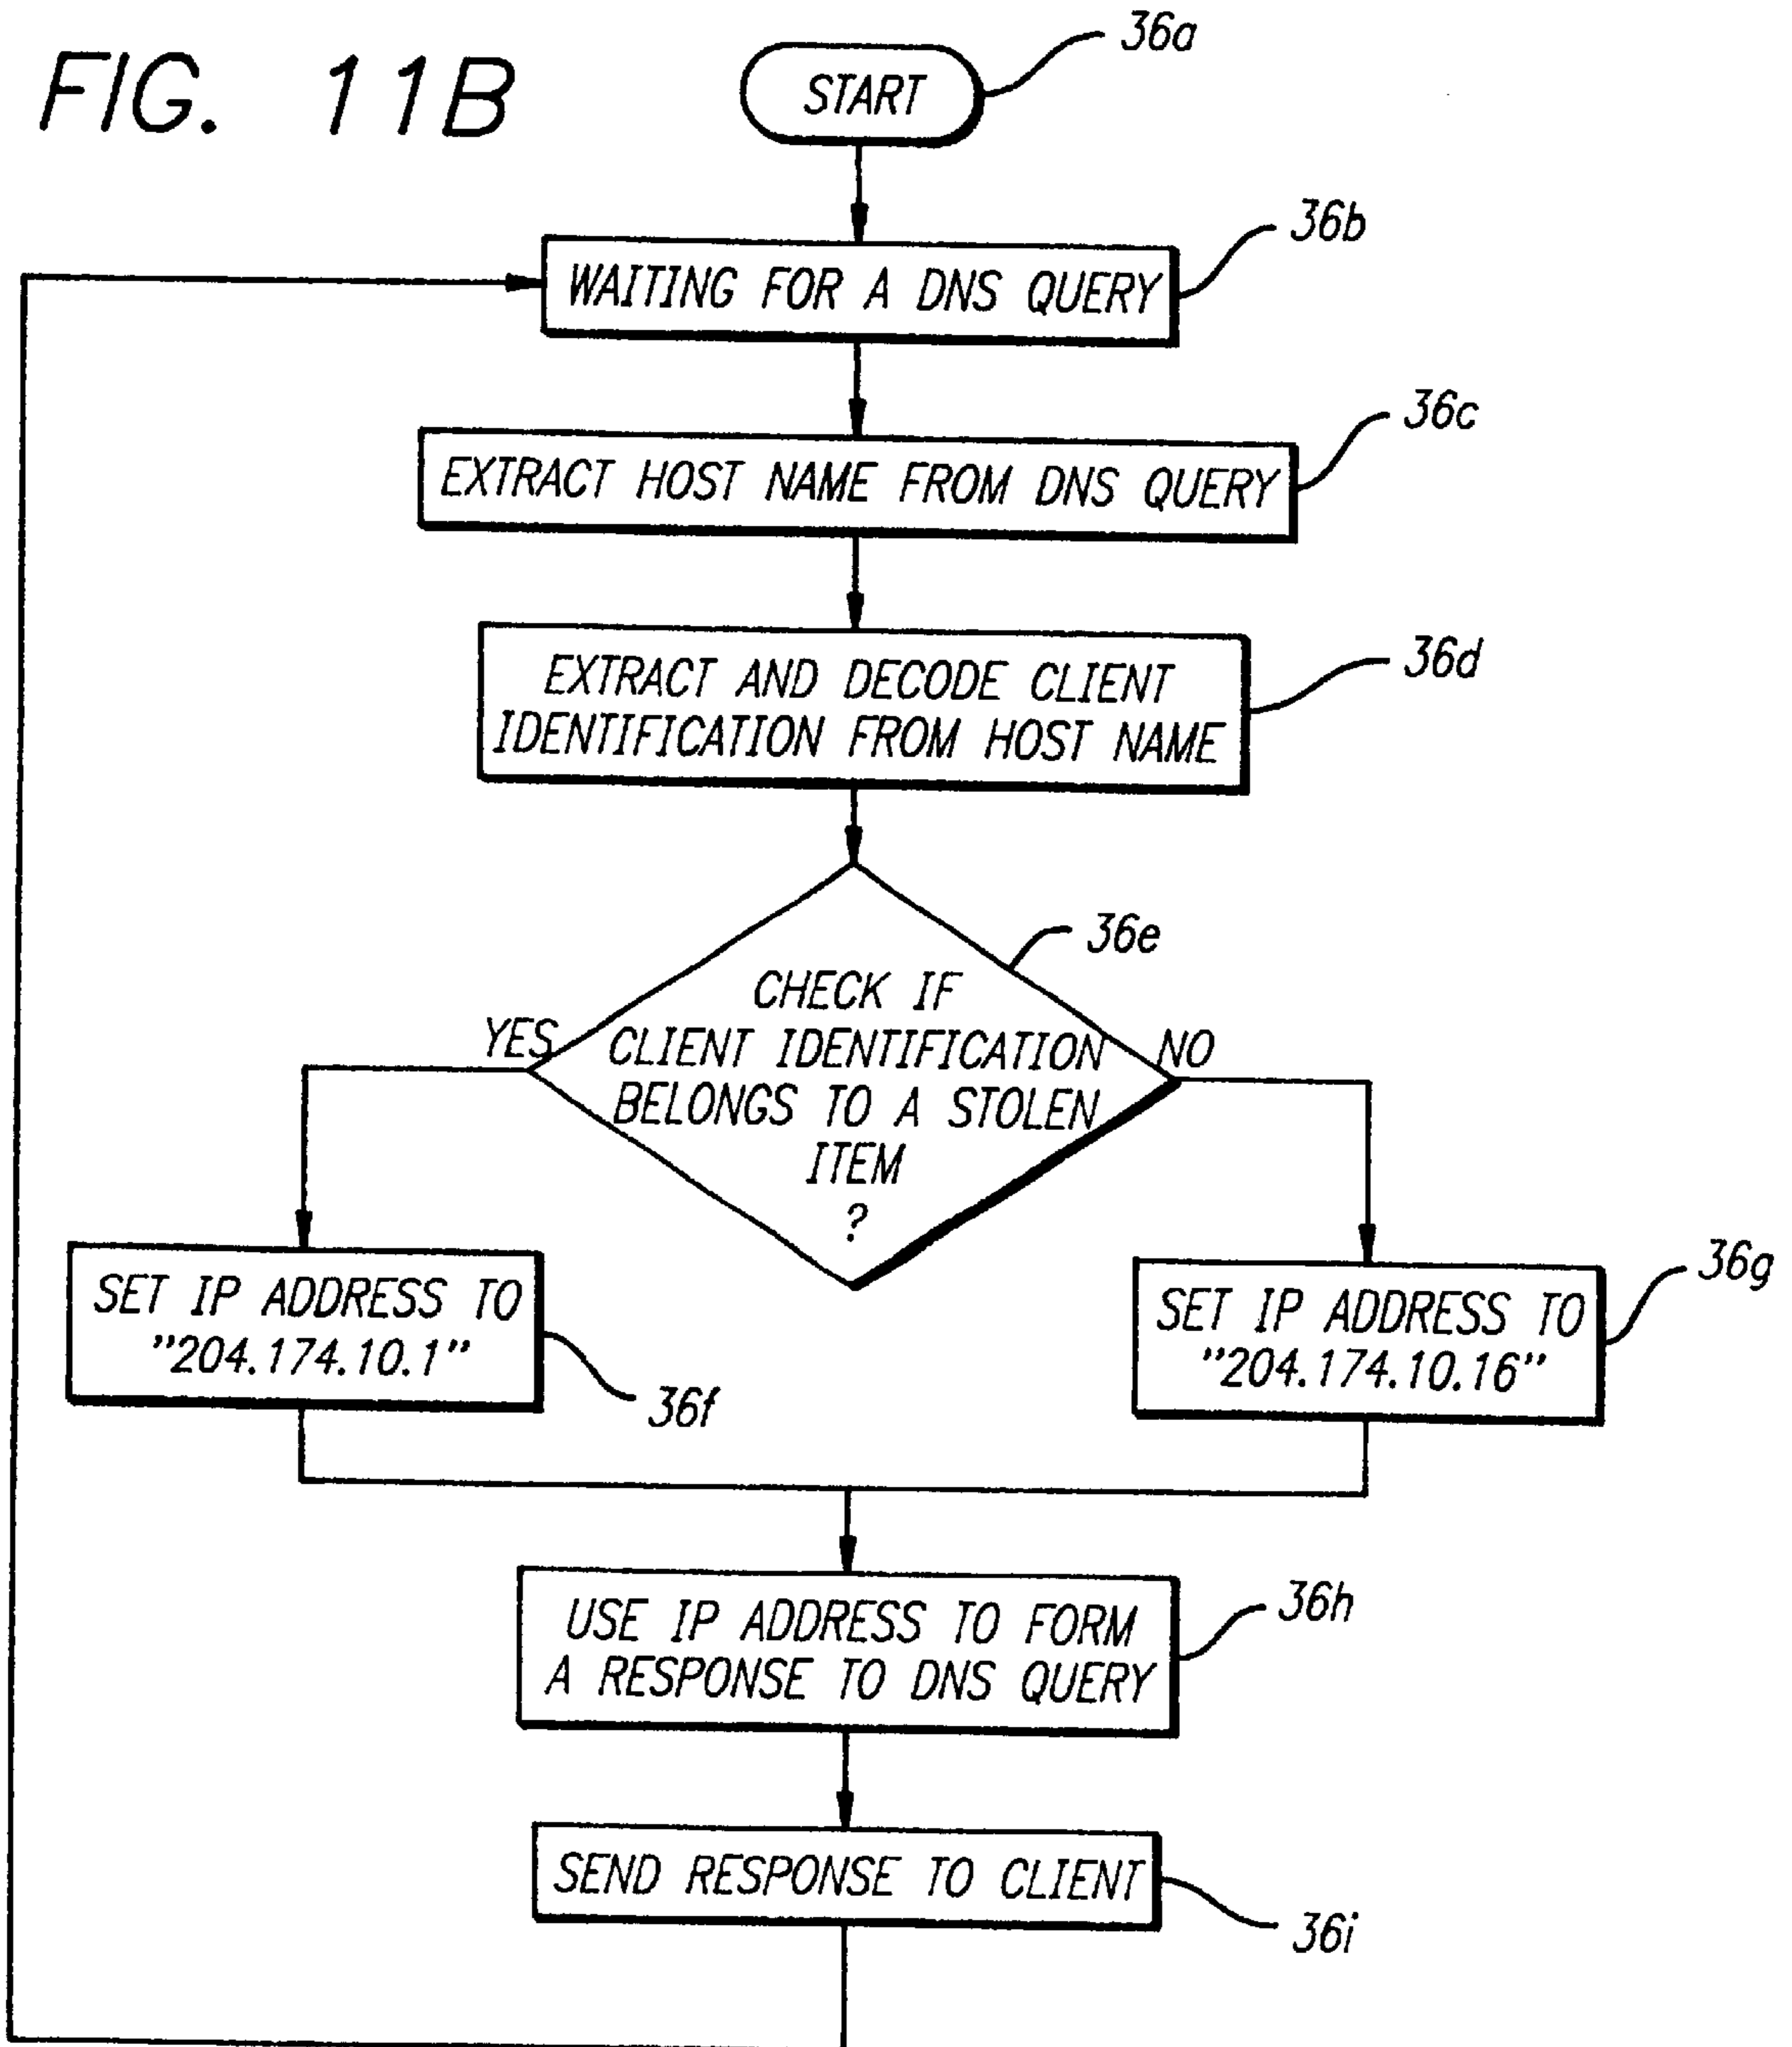 FIG. 11B
START
36a
WAITING FOR A DNS QUERY
36b
EXTRACT HOST NAME FROM DNS QUERY
36c
EXTRACT AND DECODE CLIENT
IDENTIFICATION FROM HOST NAME
36d
CHECK IF
CLIENT IDENTIFICATION
BELONGS TO A STOLEN
ITEM
?
36e
YES
NO
SET IP ADDRESS TO
"204.174.10.1"
36f
SET IP ADDRESS TO
"204.174.10.16"
36g
USE IP ADDRESS TO FORM
A RESPONSE TO DNS QUERY
36h
SEND RESPONSE TO CLIENT
36i